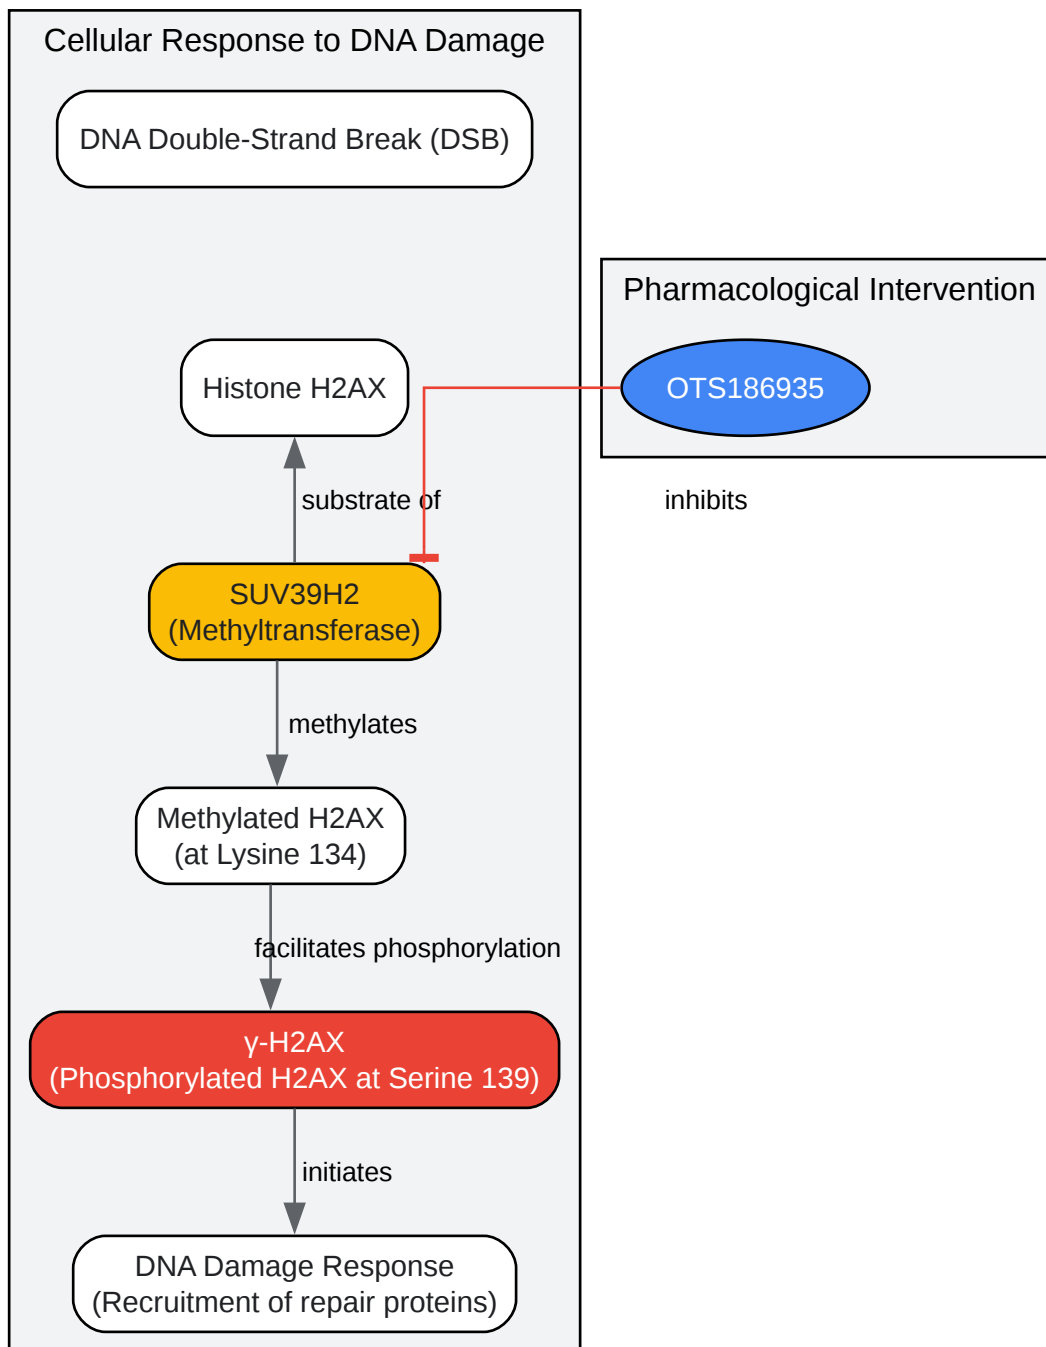 Cellular Response to DNA Damage
DNA Double-Strand Break (DSB)
Pharmacological Intervention
Histone H2AX
OTS186935
substrate of
inhibits
SUV39H2
(Methyltransferase)
methylates
Methylated H2AX
(at Lysine 134)
facilitates phosphorylation
γ-H2AX
(Phosphorylated H2AX at Serine 139)
initiates
DNA Damage Response
(Recruitment of repair proteins)